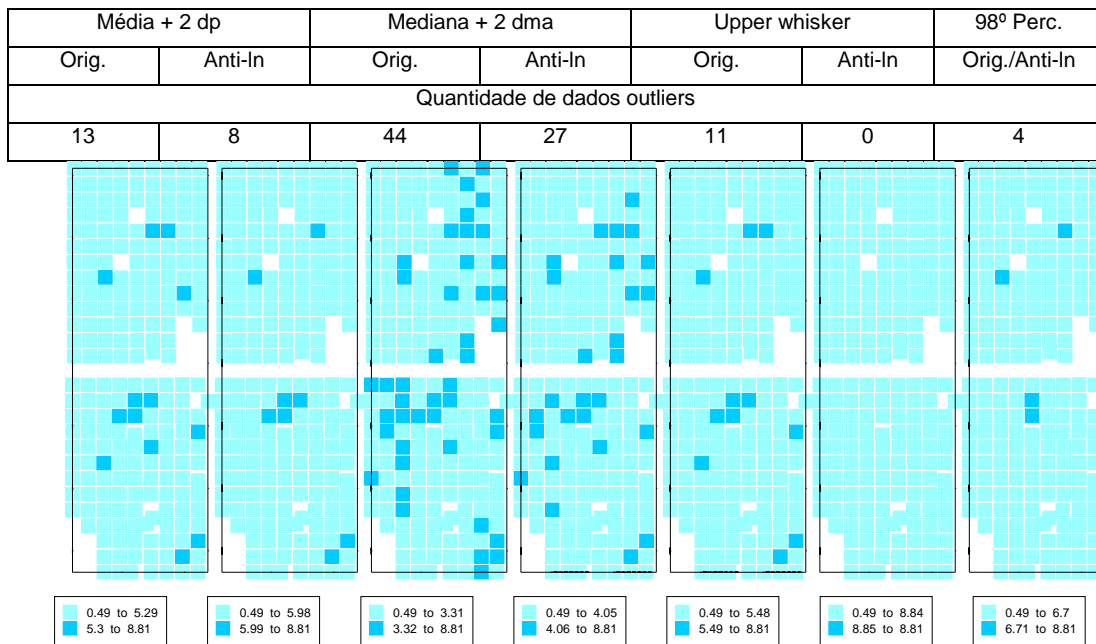 Média + 2 dp Mediana + 2 dma Upper whisker 98º Perc.
Orig. Anti-ln Orig. Anti-ln Orig. Anti-ln Orig./Anti-ln
Quantidade de dados outliers
13 8 44 27 11 0 4
0.49 to 5.29 0.49 to 5.98 0.49 to 3.31 0.49 to 4.05 0.49 to 5.48 0.49 to 8.84 0.49 to 6.7
5.3 to 8.81 5.99 to 8.81 3.32 to 8.81 4.06 to 8.81 5.49 to 8.81 8.85 to 8.81 6.71 to 8.81